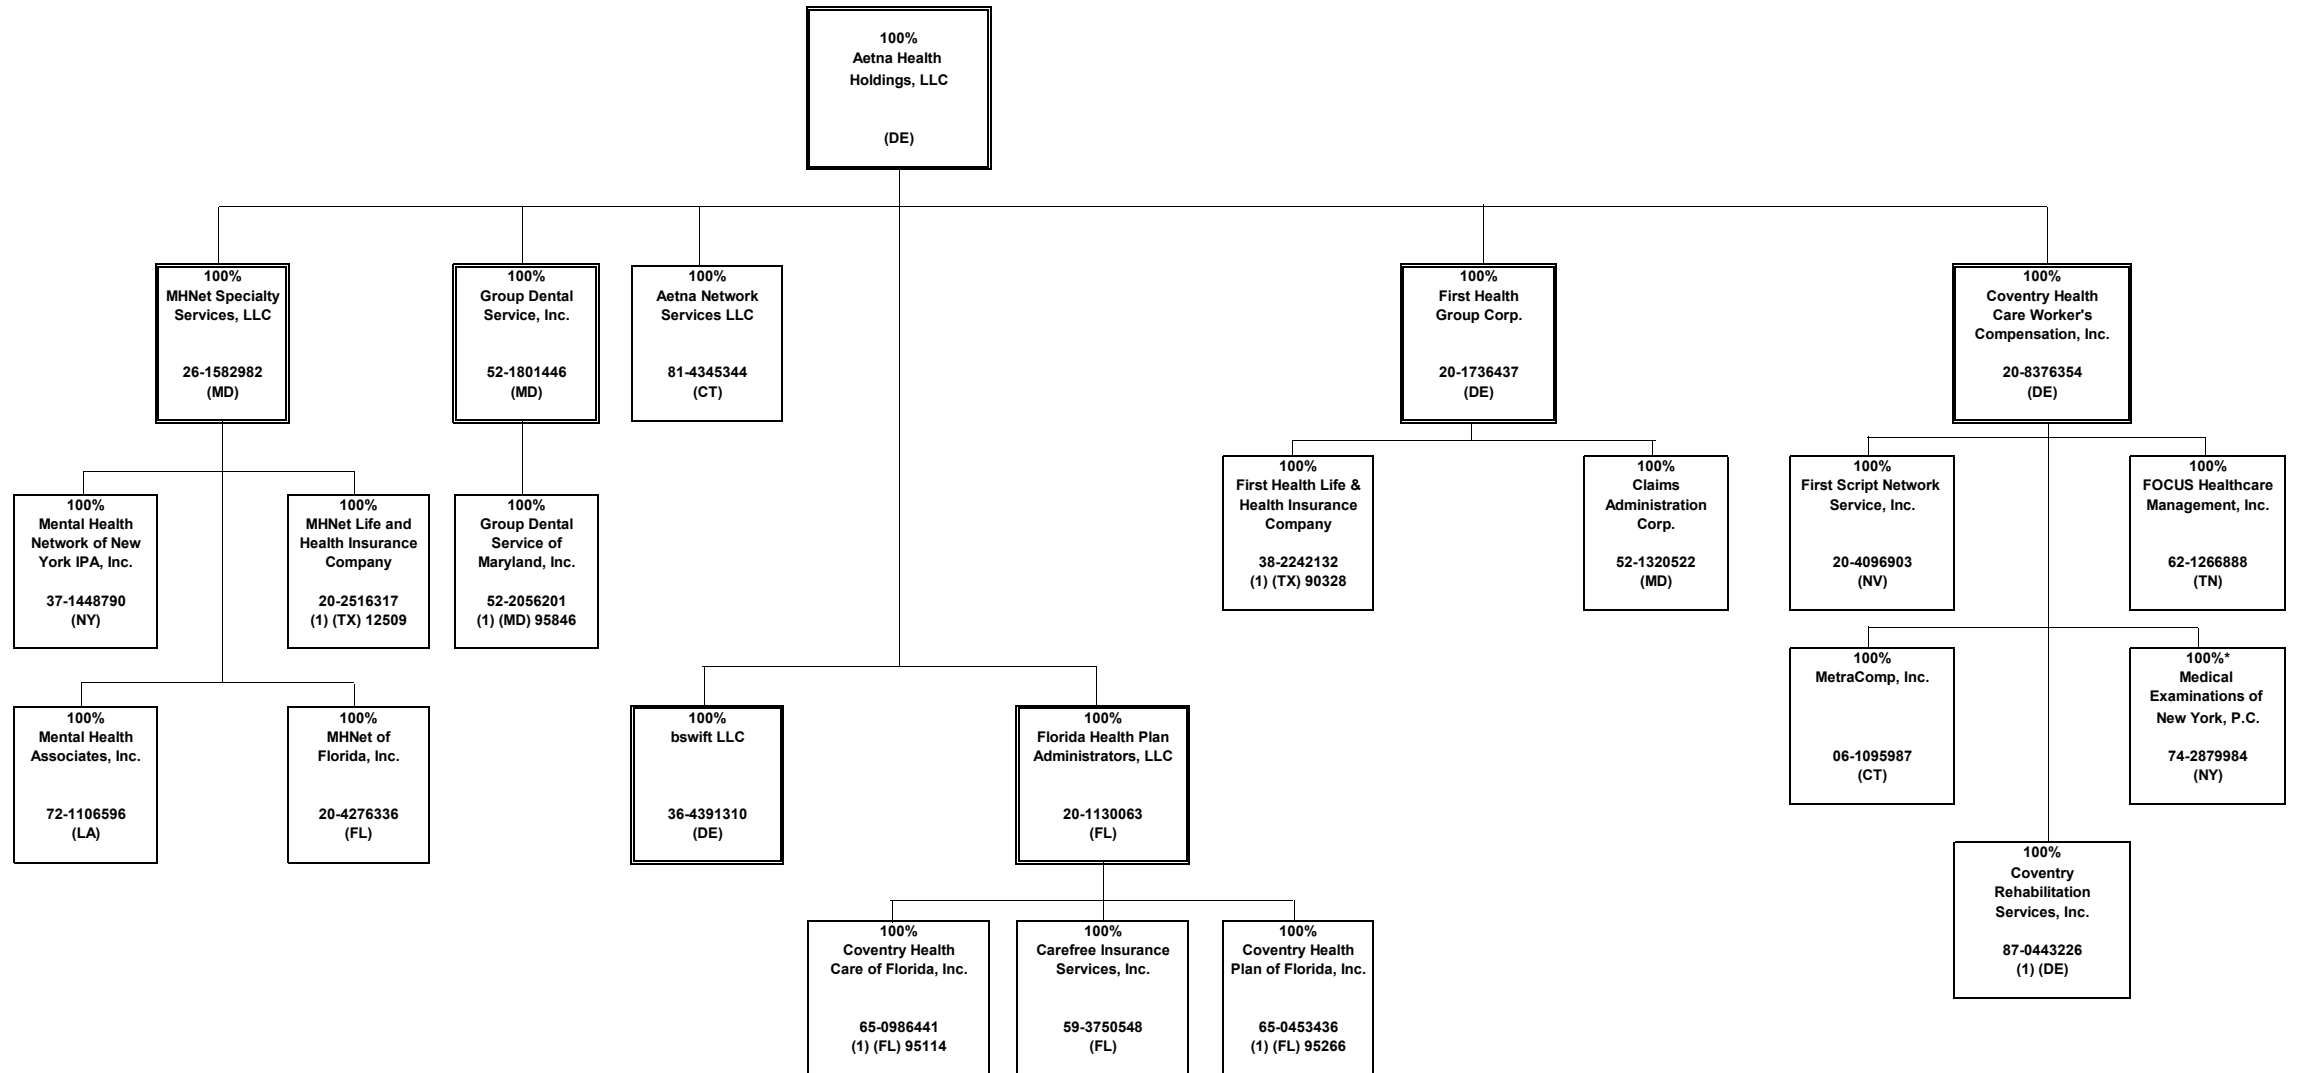 100%
Aetna Health
Holdings, LLC
(DE)
100%
MHNet Specialty
Services, LLC
26-1582982
(MD)
100%
Group Dental
Service, Inc.
52-1801446
(MD)
100%
Aetna Network
Services LLC
81-4345344
(CT)
100%
First Health
Group Corp.
20-1736437
(DE)
100%
Coventry Health
Care Worker's
Compensation, Inc.
20-8376354
(DE)
100%
Mental Health
Network of New
York IPA, Inc.
37-1448790
(NY)
100%
MHNet Life and
Health Insurance
Company
20-2516317
(1) (TX) 12509
100%
Group Dental
Service of
Maryland, Inc.
52-2056201
(1) (MD) 95846
100%
First Health Life &
Health Insurance
Company
38-2242132
(1) (TX) 90328
100%
Claims
Administration
Corp.
52-1320522
(MD)
100%
First Script Network
Service, Inc.
20-4096903
(NV)
100%
FOCUS Healthcare
Management, Inc.
62-1266888
(TN)
100%
Mental Health
Associates, Inc.
72-1106596
(LA)
100%
MHNet of
Florida, Inc.
20-4276336
(FL)
100%
bswift LLC
36-4391310
(DE)
100%
Florida Health Plan
Administrators, LLC
20-1130063
(FL)
100%
MetraComp, Inc.
06-1095987
(CT)
100%*
Medical
Examinations of
New York, P.C.
74-2879984
(NY)
100%
Coventry
Rehabilitation
Services, Inc.
87-0443226
(1) (DE)
100%
Coventry Health
Care of Florida, Inc.
65-0986441
(1) (FL) 95114
100%
Carefree Insurance
Services, Inc.
59-3750548
(FL)
100%
Coventry Health
Plan of Florida, Inc.
65-0453436
(1) (FL) 95266